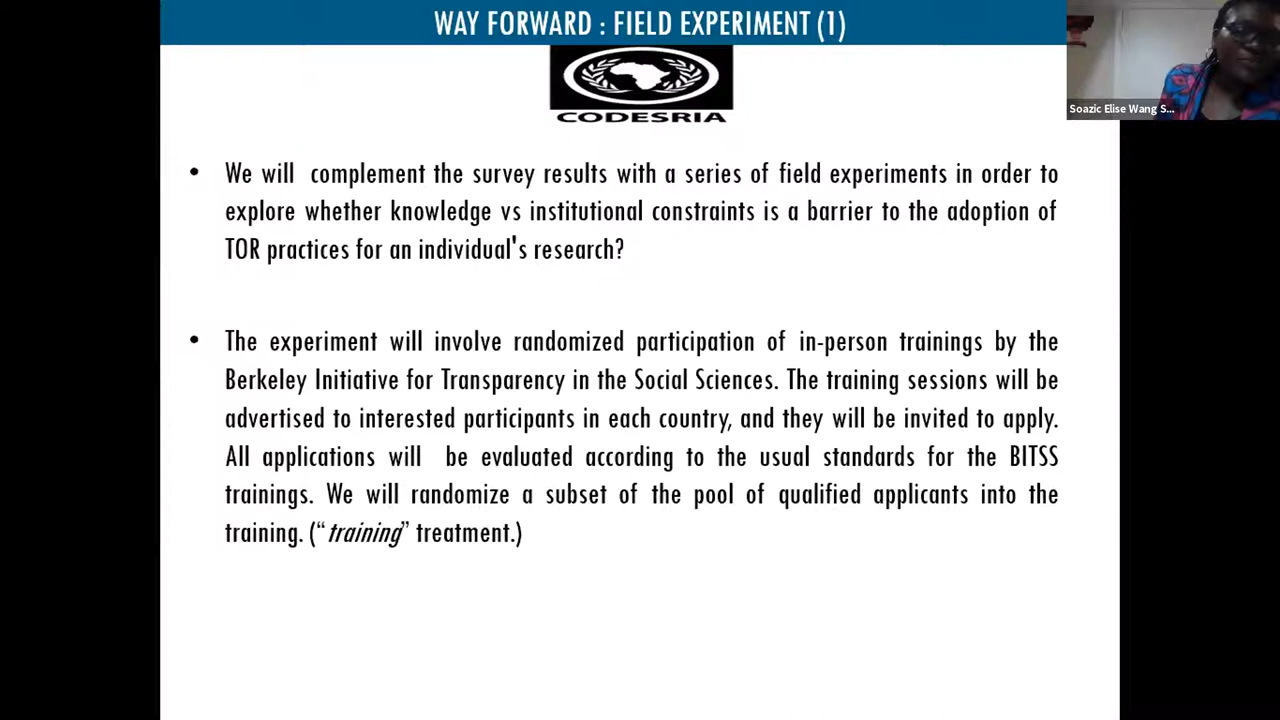 WAY FORWARD : FIELD EXPERIMENT (1)
CODESRIA
Soazic Elise Wang S...
• We will complement the survey results with a series of field experiments in order to
explore whether knowledge vs institutional constraints is a barrier to the adoption of
TOR practices for an individual's research?
• The experiment will involve randomized participation of in-person trainings by the
Berkeley Initiative for Transparency in the Social Sciences. The training sessions will be
advertised to interested participants in each country, and they will be invited to apply.
All applications will be evaluated according to the usual standards for the BITSS
trainings. We will randomize a subset of the pool of qualified applicants into the
training. (“training” treatment.)